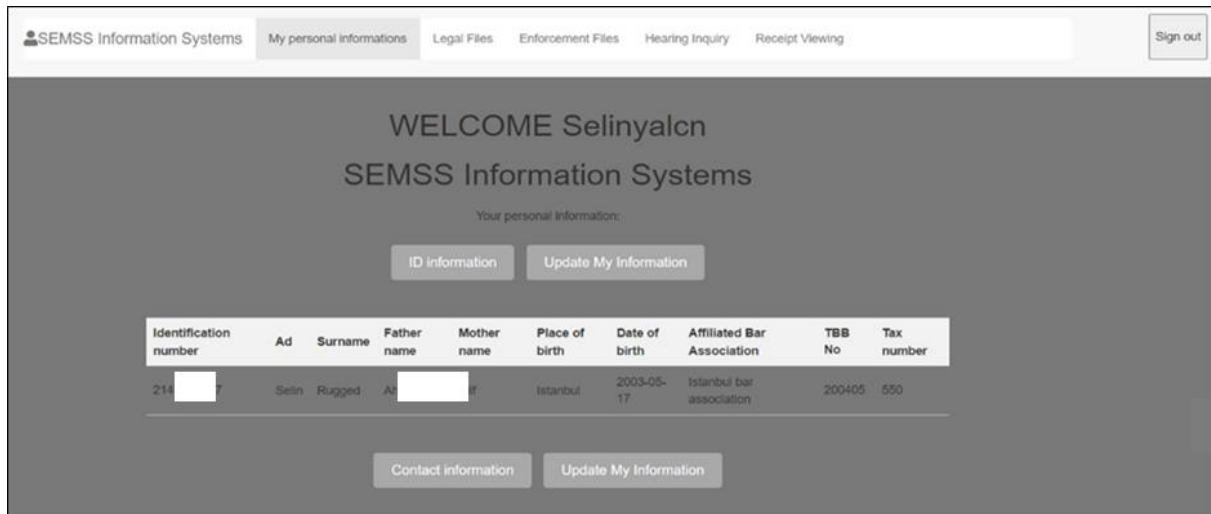 SEMSS Information Systems My personal informations Legal Files Enforcement Files Hearing Inquiry Receipt Viewing Sign out
WELCOME Selinyalcn
SEMSS Information Systems
Your personal information:
ID information Update My Information
Identification number Ad Surname Father name Mother name Place of birth Date of birth Affiliated Bar Association TBB No Tax number
214 7 Selin Rugged Istanbul 2003-05-17 Istanbul bar association 200405 550
Contact information Update My Information